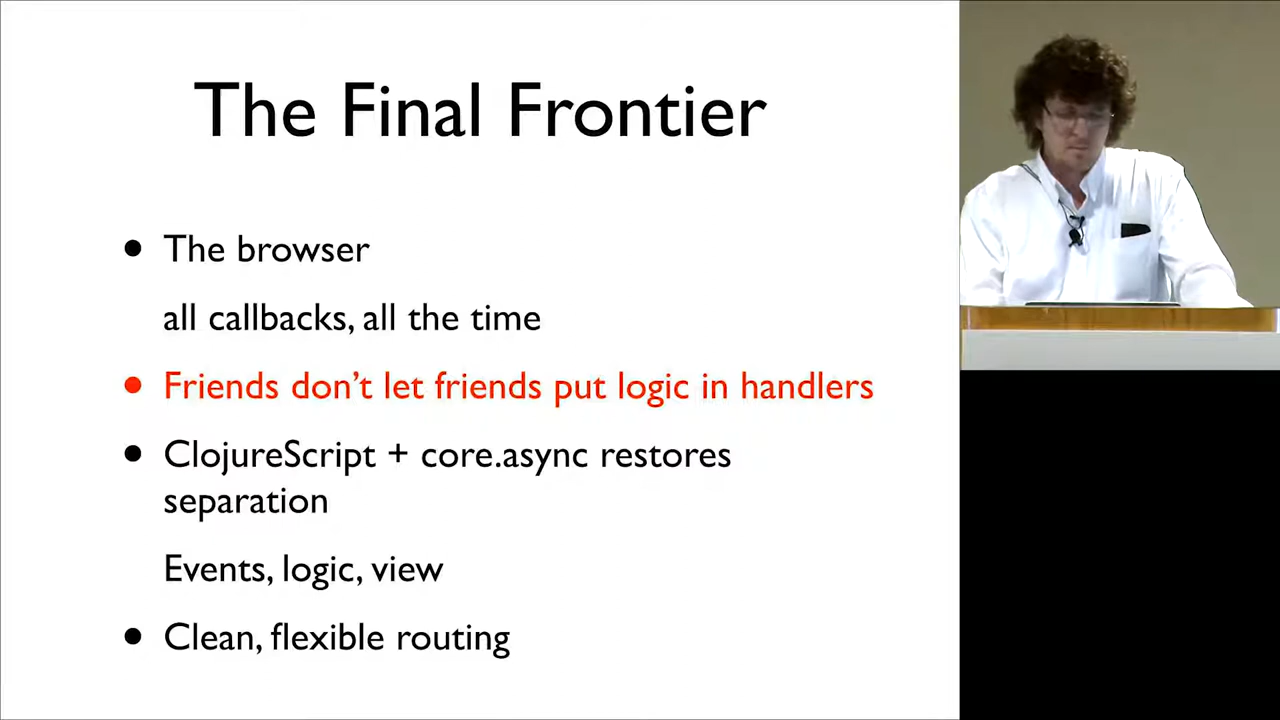 The Final Frontier
• The browser
all callbacks, all the time
• Friends don’t let friends put logic in handlers
• ClojureScript + core.async restores
separation
Events, logic, view
• Clean, flexible routing